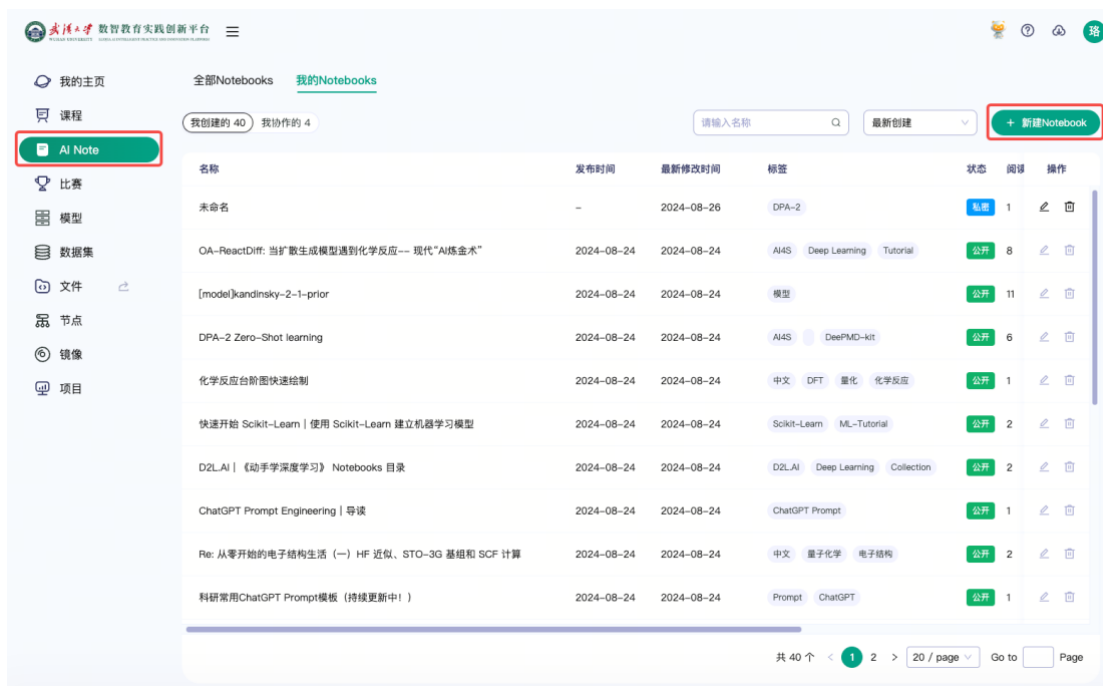 武汉大学 数智教育实践创新平台
珞
我的主页
课程
AI Note
比赛
模型
数据集
文件
节点
镜像
项目
全部Notebooks 我的Notebooks
我创建的 40 我协作的 4
请输入名称 最新创建 + 新建Notebook
名称 发布时间 最新修改时间 标签 状态 阅读 操作
未命名 – 2024-08-26 DPA-2 私密 1
OA-ReactDiff: 当扩散生成模型遇到化学反应-- 现代“AI炼金术” 2024-08-24 2024-08-24 AI4S Deep Learning Tutorial 公开 8
[model]kandinsky-2-1-prior 2024-08-24 2024-08-24 模型 公开 11
DPA-2 Zero-Shot learning 2024-08-24 2024-08-24 AI4S DeePMD-kit 公开 6
化学反应台阶图快速绘制 2024-08-24 2024-08-24 中文 DFT 量化 化学反应 公开 1
快速开始 Scikit-Learn | 使用 Scikit-Learn 建立机器学习模型 2024-08-24 2024-08-24 Scikit-Learn ML-Tutorial 公开 2
D2L.AI | 《动手学深度学习》 Notebooks 目录 2024-08-24 2024-08-24 D2L.AI Deep Learning Collection 公开 2
ChatGPT Prompt Engineering | 导读 2024-08-24 2024-08-24 ChatGPT Prompt 公开 1
Re: 从零开始的电子结构生活（一）HF 近似、STO-3G 基组和 SCF 计算 2024-08-24 2024-08-24 中文 量子化学 电子结构 公开 2
科研常用ChatGPT Prompt模板（持续更新中！） 2024-08-24 2024-08-24 Prompt ChatGPT 公开 1
共 40 个 < 1 2 > 20 / page Go to Page